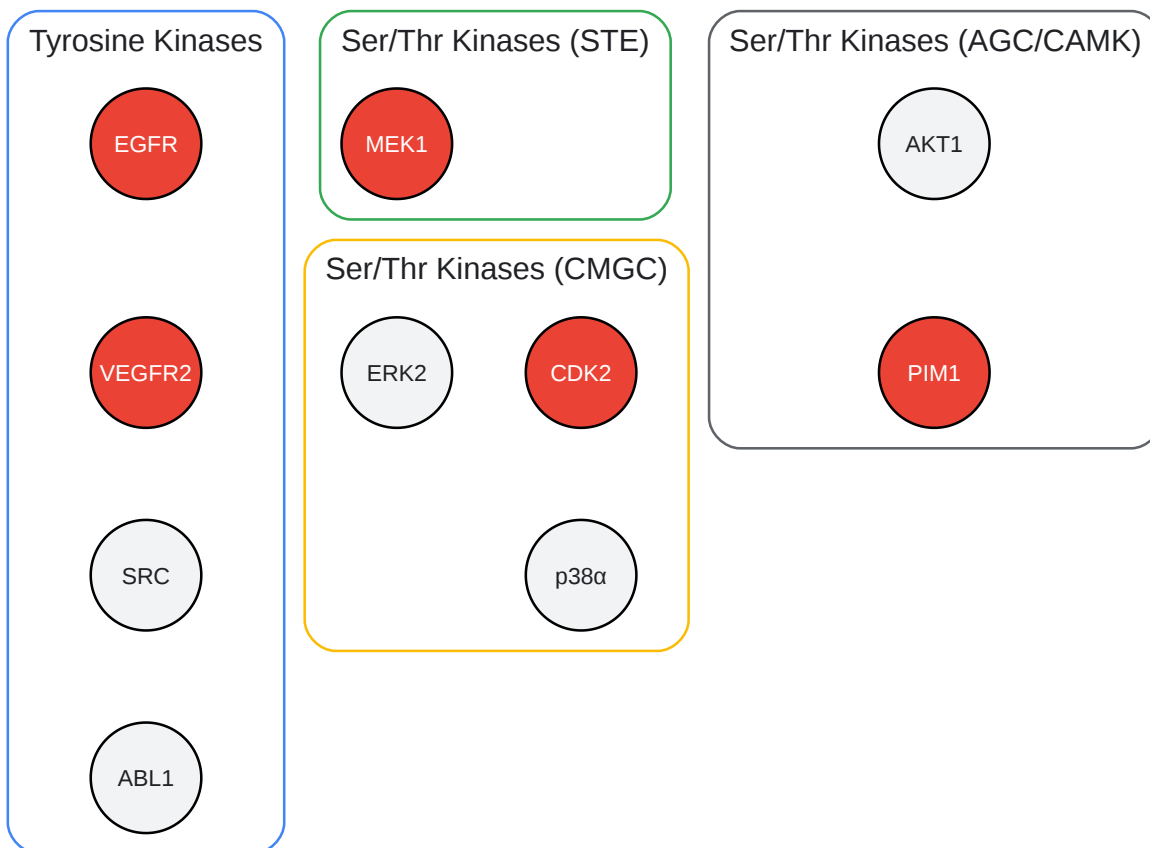 Tyrosine Kinases
EGFR
VEGFR2
SRC
ABL1
Ser/Thr Kinases (STE)
MEK1
Ser/Thr Kinases (CMGC)
ERK2
CDK2
p38α
Ser/Thr Kinases (AGC/CAMK)
AKT1
PIM1